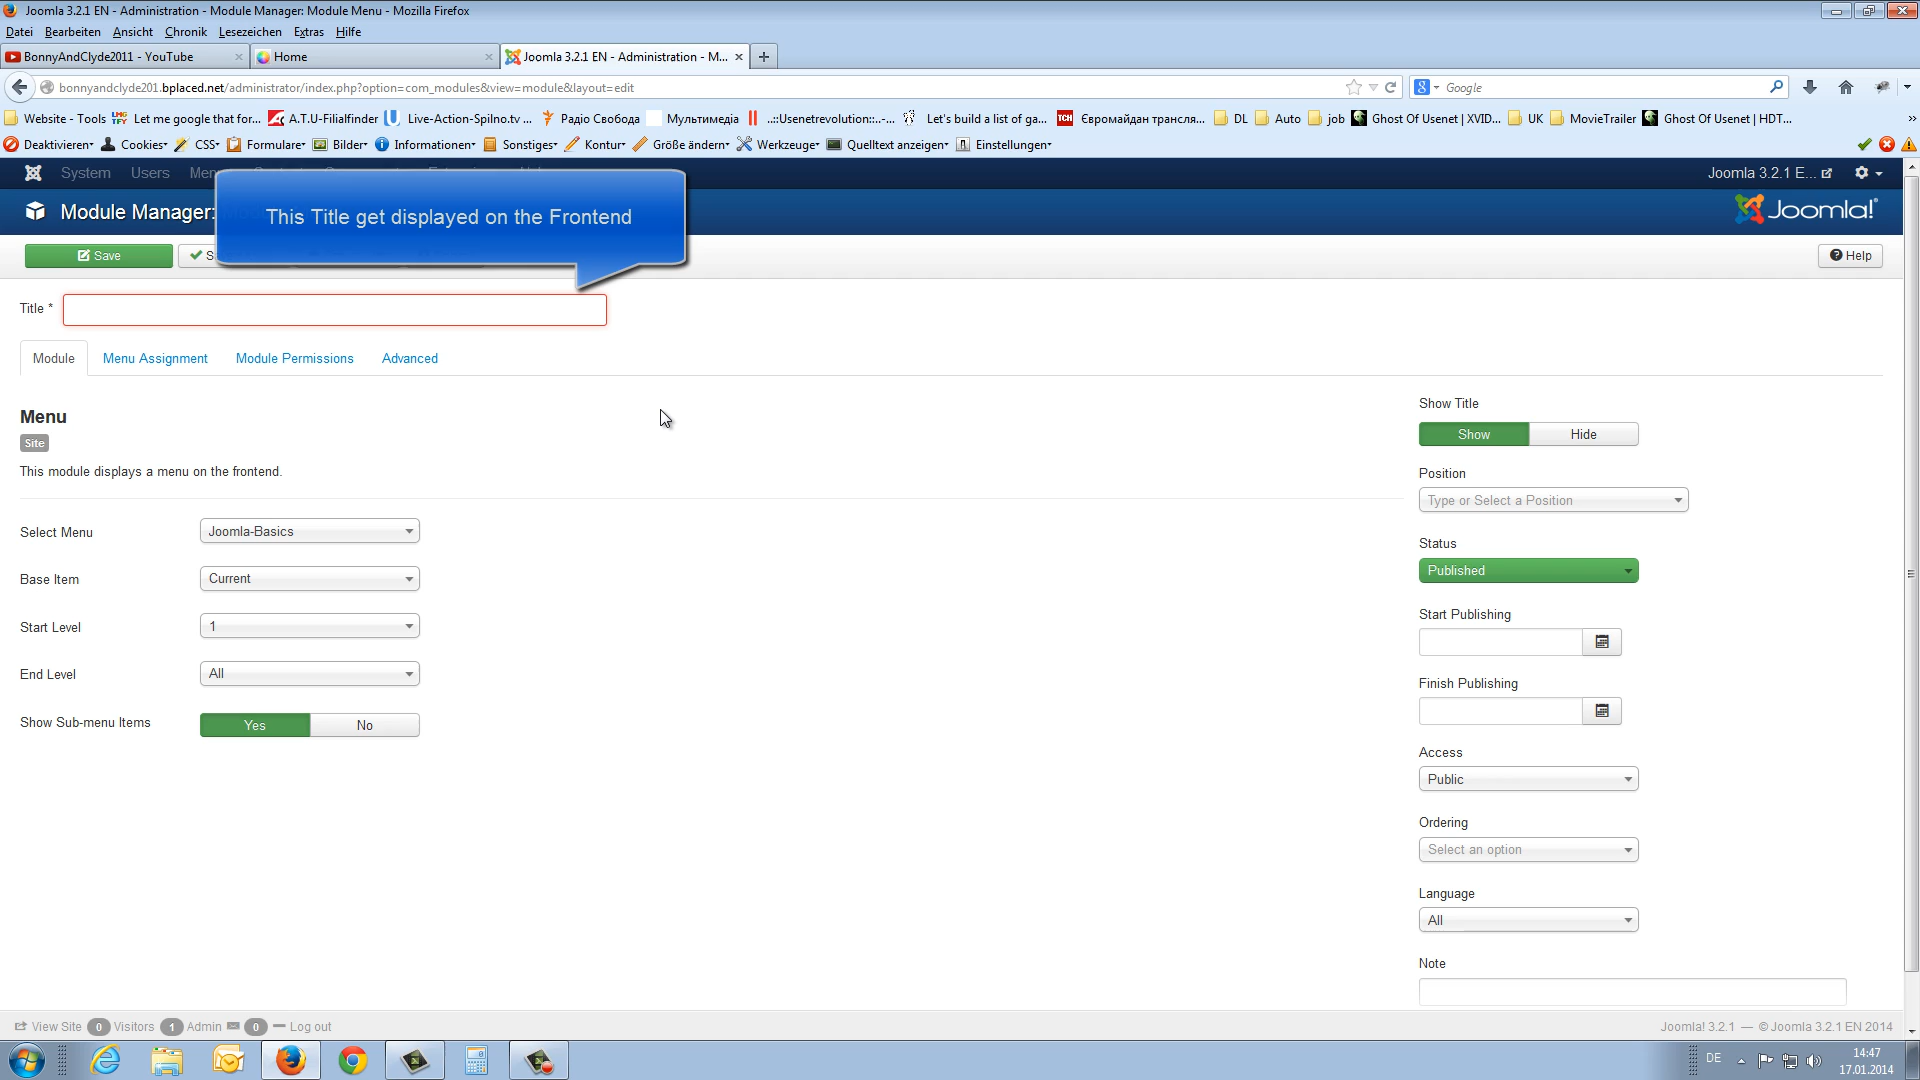 Joomla 3.2.1 EN - Administration - Module Manager: Module Menu - Mozilla Firefox
Datei Bearbeiten Ansicht Chronik Lesezeichen Extras Hilfe
BonnyAndClyde2011 - YouTube Home Joomla 3.2.1 EN - Administration - M...
bonnyandclyde201.bplaced.net/administrator/index.php?option=com_modules&view=module&layout=edit Google
Website - Tools LMG TFY Let me google that for... A.T.U-Filialfinder Live-Action-Spilno.tv ... Радіо Свобода Мультимедіа ..::Usenetrevolution::..-... Let's build a list of ga... ТСН Євромайдан трансля... DL Auto job Ghost Of Usenet | XVID... UK MovieTrailer Ghost Of Usenet | HDT...
Deaktivieren Cookies CSS Formulare Bilder Informationen Sonstiges Kontur Größe ändern Werkzeuge Quelltext anzeigen Einstellungen
System Users Joomla 3.2.1 E...
Module Manager: This Title get displayed on the Frontend Joomla!
Save Help
Title *
Module Menu Assignment Module Permissions Advanced
Menu
Site
This module displays a menu on the frontend.
Select Menu Joomla-Basics
Base Item Current
Start Level 1
End Level All
Show Sub-menu Items Yes No
Show Title
Show Hide
Position
Type or Select a Position
Status
Published
Start Publishing
Finish Publishing
Access
Public
Ordering
Select an option
Language
All
Note
View Site 0 Visitors 1 Admin 0 Log out Joomla! 3.2.1 — © Joomla 3.2.1 EN 2014
DE 14:47
17.01.2014